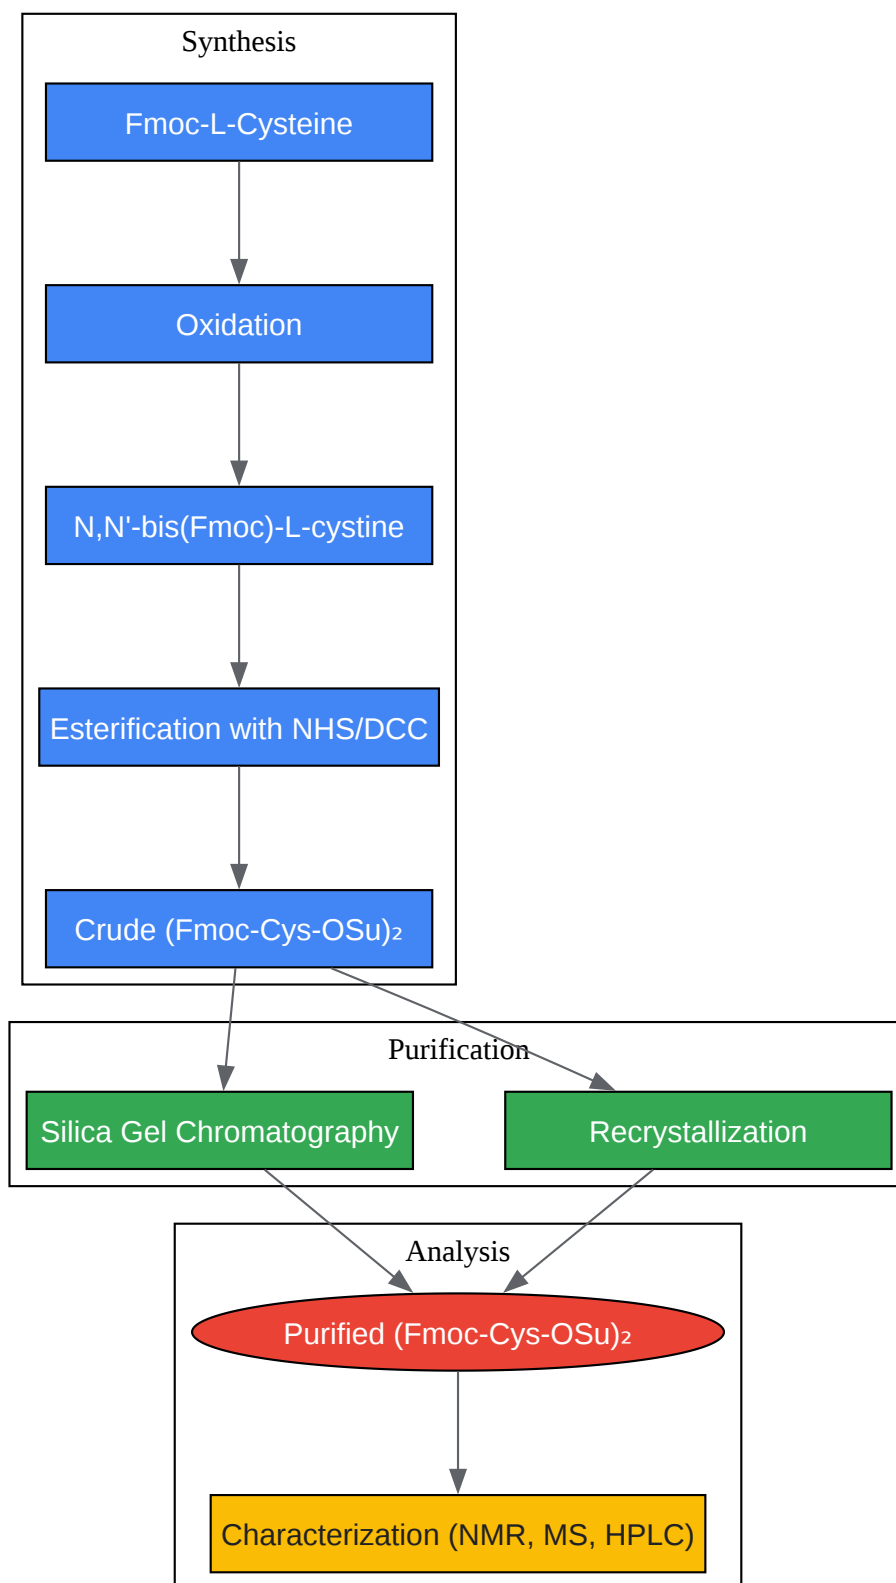 Synthesis
Fmoc-L-Cysteine
Oxidation
N,N'-bis(Fmoc)-L-cystine
Esterification with NHS/DCC
Crude (Fmoc-Cys-OSu)₂
Purification
Silica Gel Chromatography
Recrystallization
Analysis
Purified (Fmoc-Cys-OSu)₂
Characterization (NMR, MS, HPLC)